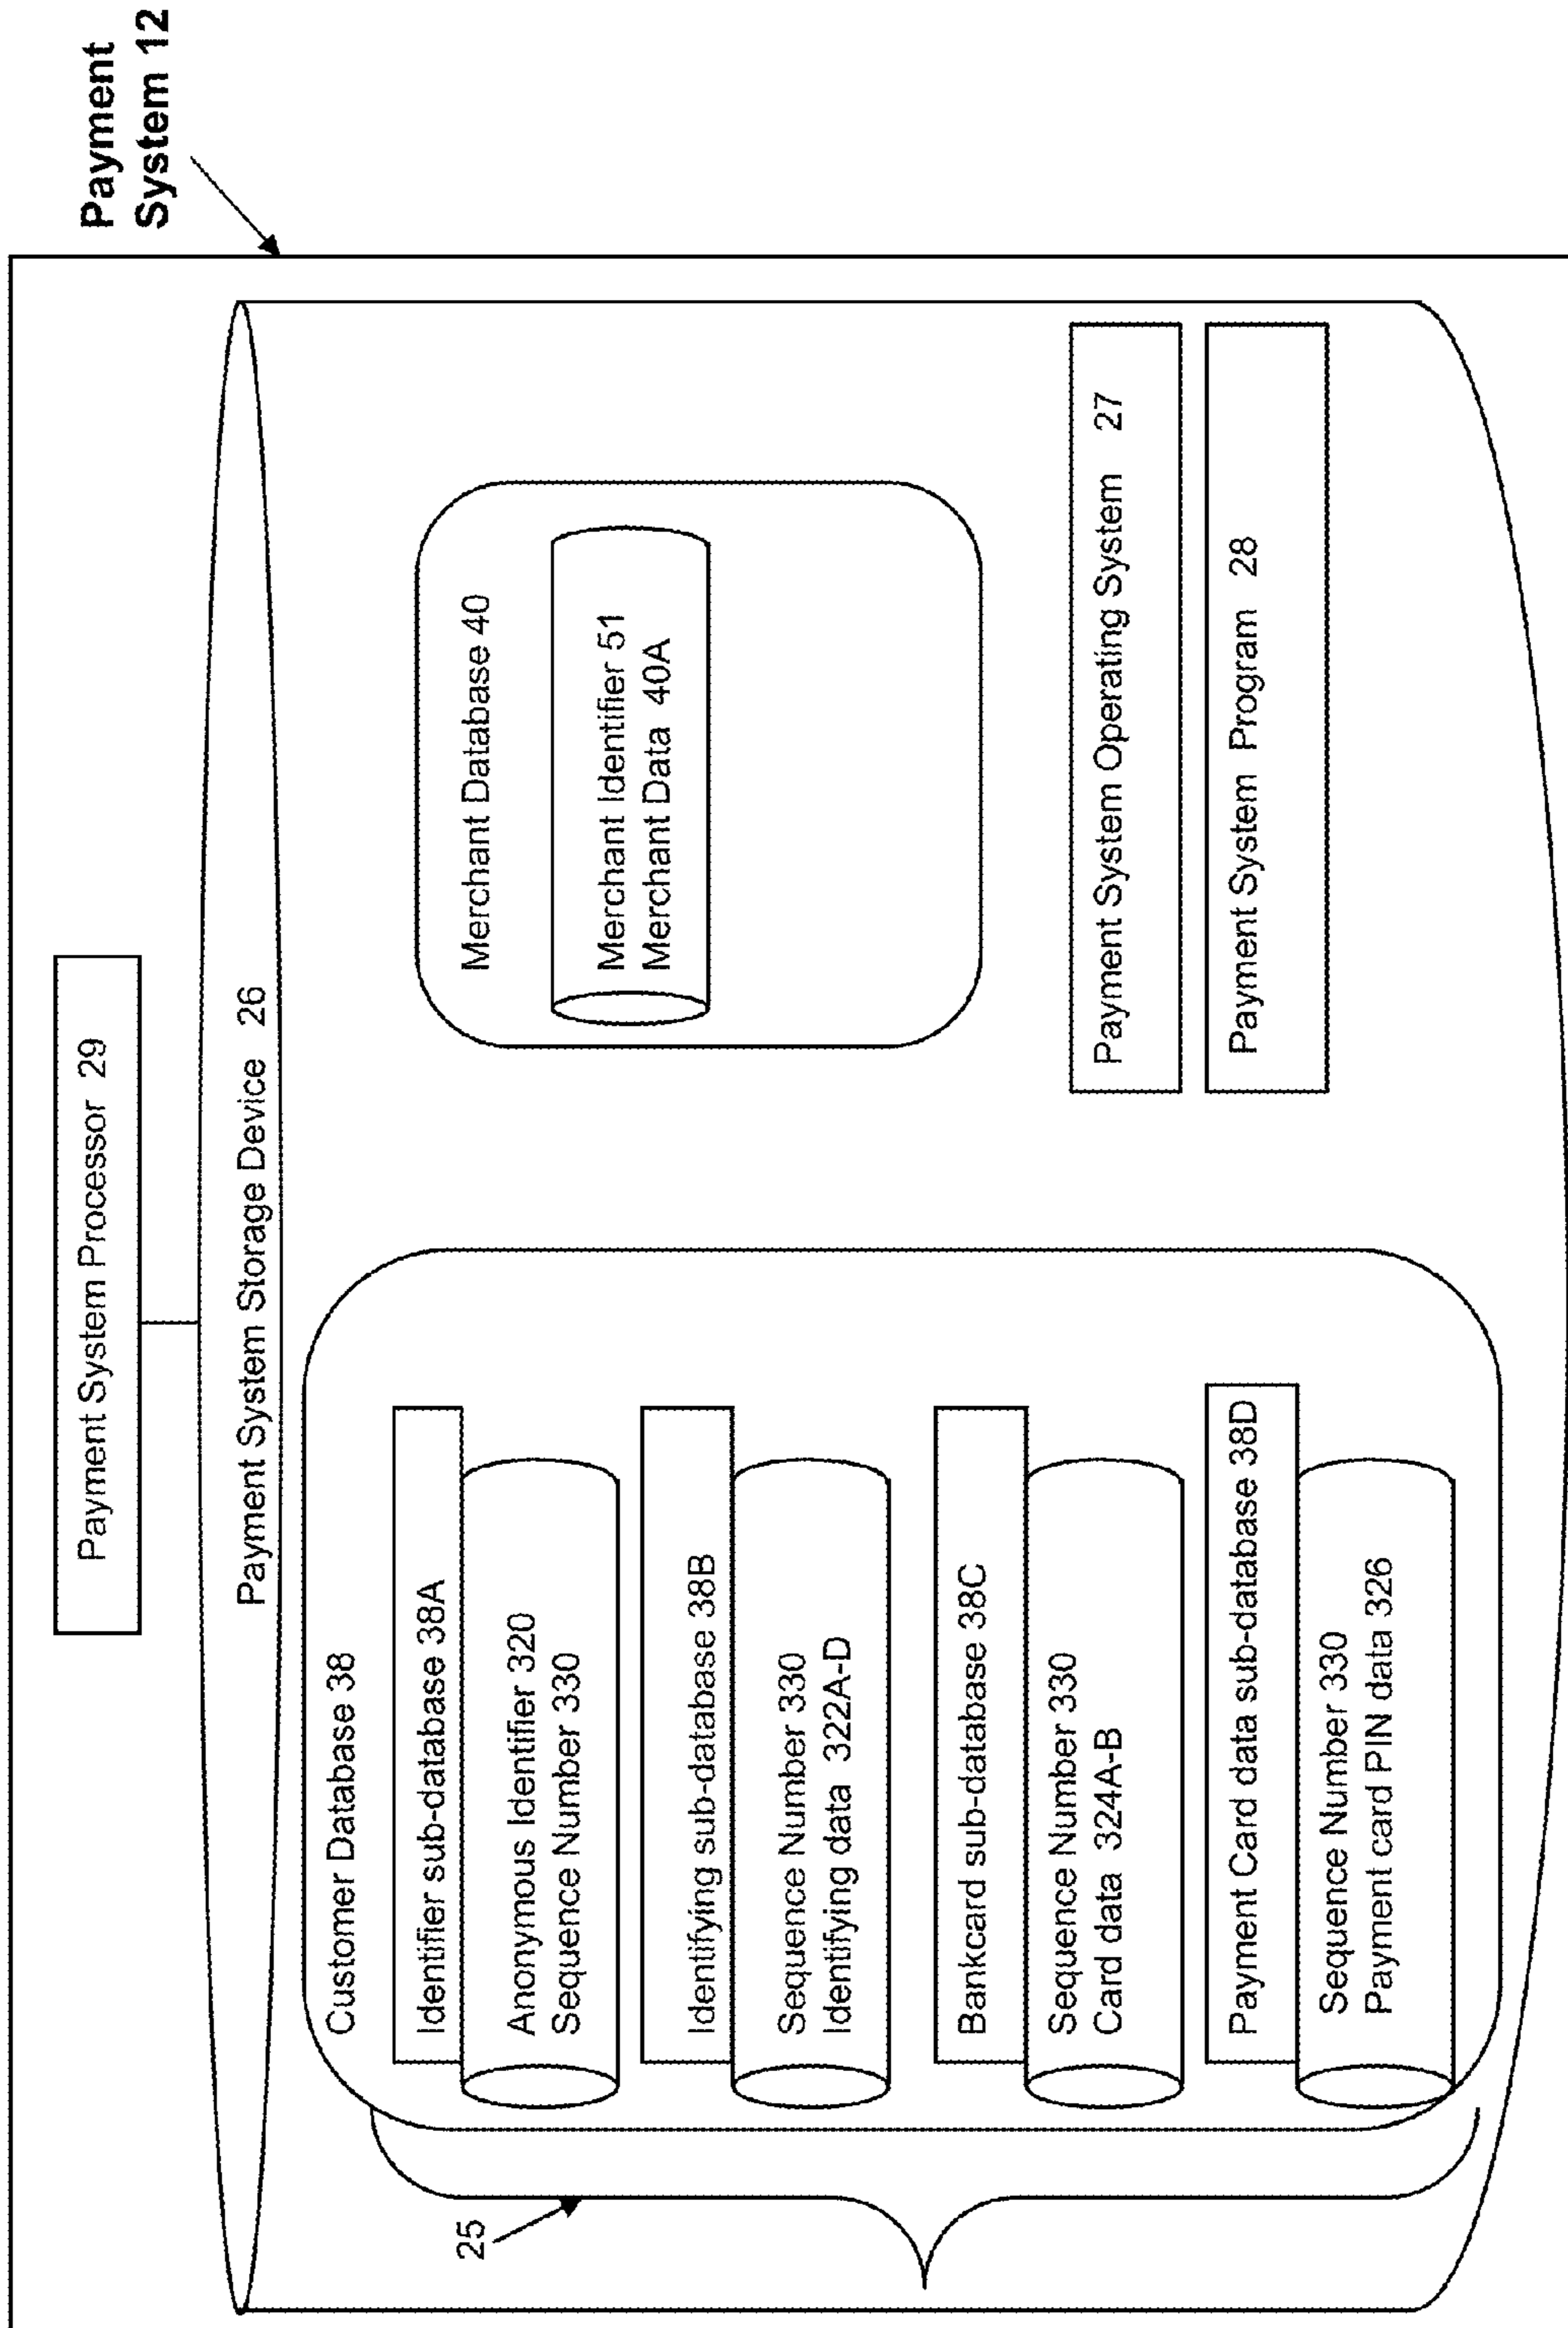 Payment
System 12
Payment System Processor 29
Payment System Storage Device 26
Customer Database 38
Identifier sub-database 38A
Anonymous Identifier 320
Sequence Number 330
Identifying sub-database 38B
Sequence Number 330
Identifying data 322A-D
Bankcard sub-database 38C
Sequence Number 330
Card data 324A-B
Payment Card data sub-database 38D
Sequence Number 330
Payment card PIN data 326
25
Merchant Database 40
Merchant Identifier 51
Merchant Data 40A
Payment System Operating System 27
Payment System Program 28